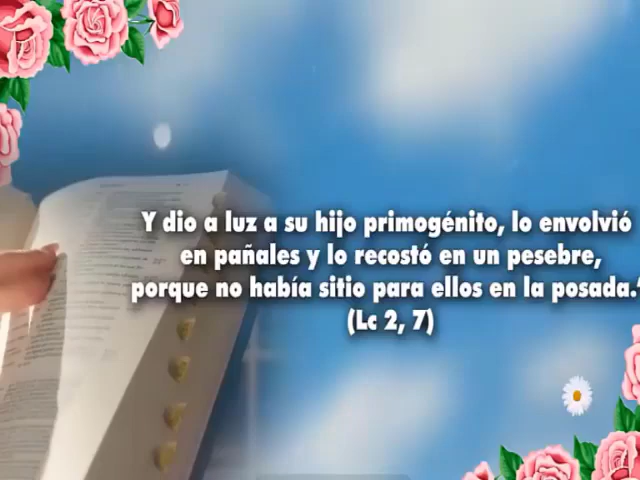 Y dio a luz a su hijo primogénito, lo envolvió
en pañales y lo recostó en un pesebre,
porque no había sitio para ellos en la posada.“
(Lc 2, 7)